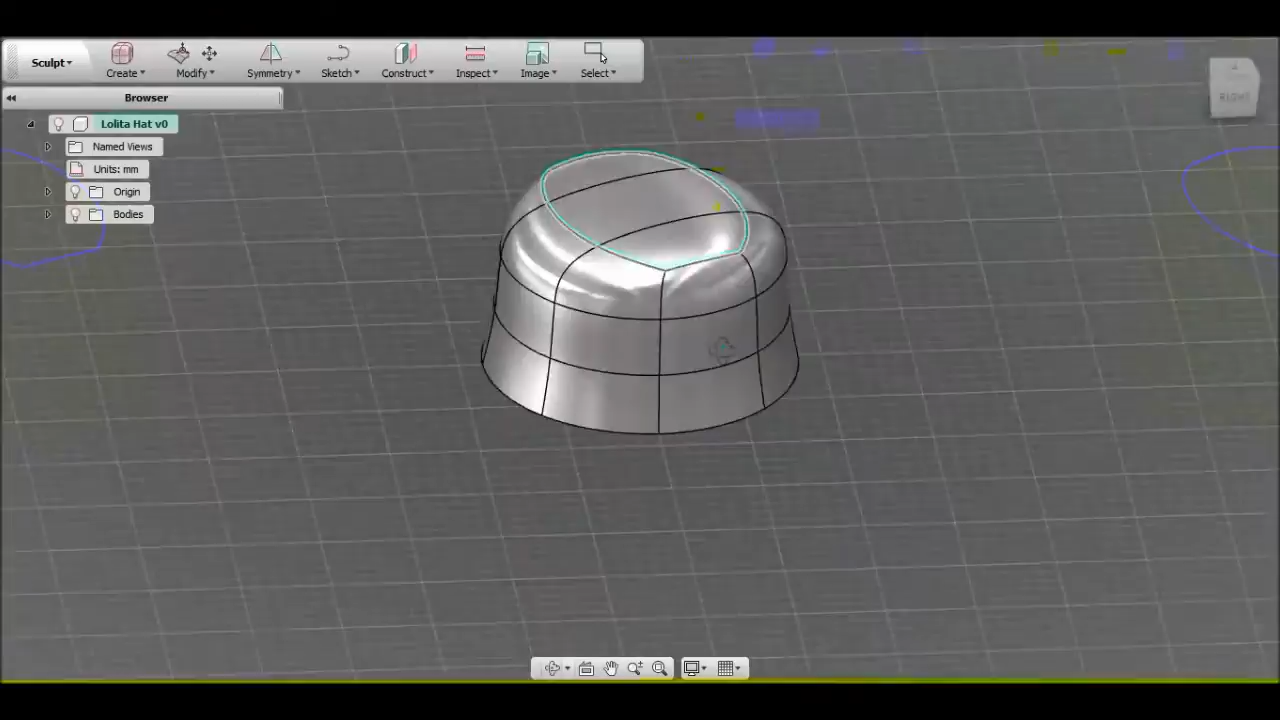 Sculpt
Create Modify Symmetry Sketch Construct Inspect Image Select
Browser
Lolita Hat v0
Named Views
Units: mm
Origin
Bodies
RIGHT